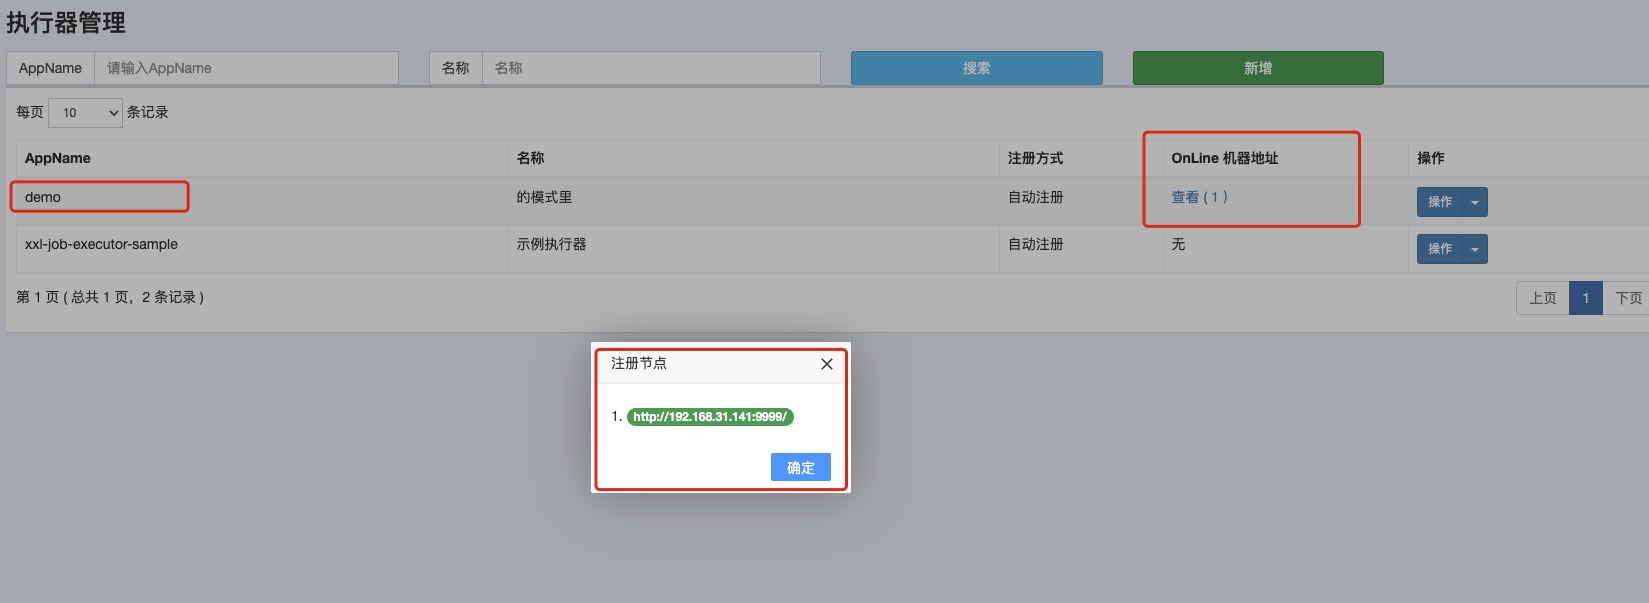 执行器管理
AppName 请输入AppName 名称 名称 搜索 新增
每页 10 条记录
AppName 名称 注册方式 OnLine 机器地址 操作
demo 的模式里 自动注册 查看 ( 1 ) 操作
xxl-job-executor-sample 示例执行器 自动注册 无 操作
第 1 页 ( 总共 1 页，2 条记录 ) 上页 1 下页
注册节点
1. http://192.168.31.141:9999/
确定